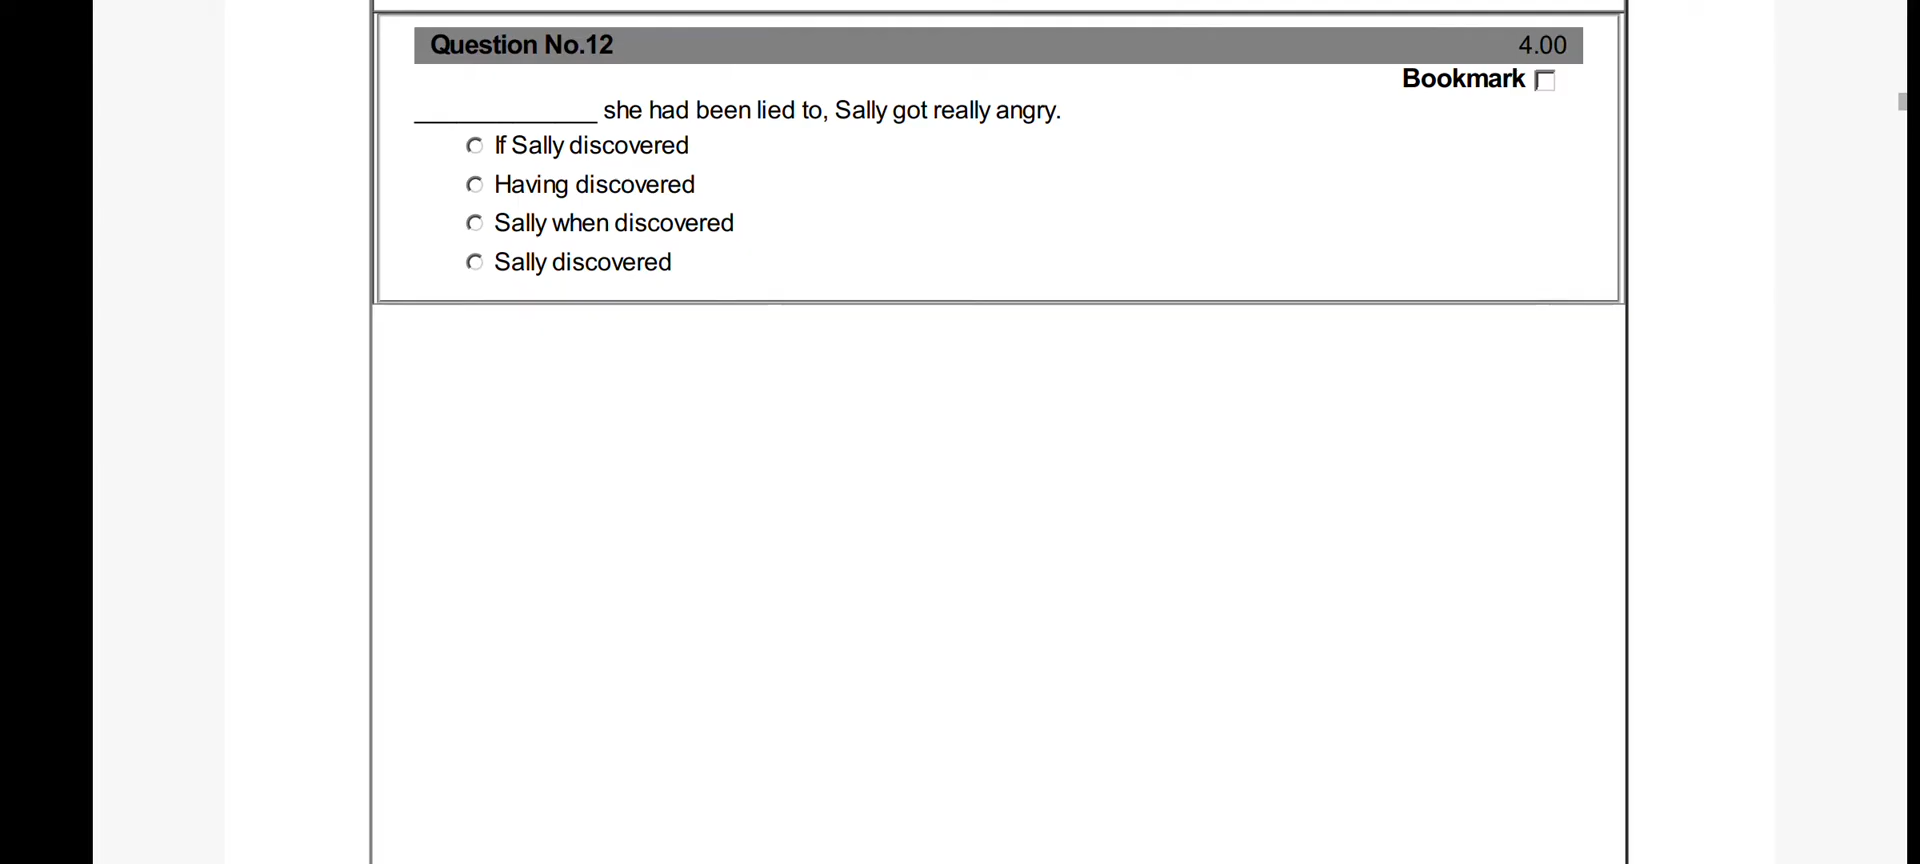 Question No.12 4.00
Bookmark
_____________ she had been lied to, Sally got really angry.
If Sally discovered
Having discovered
Sally when discovered
Sally discovered